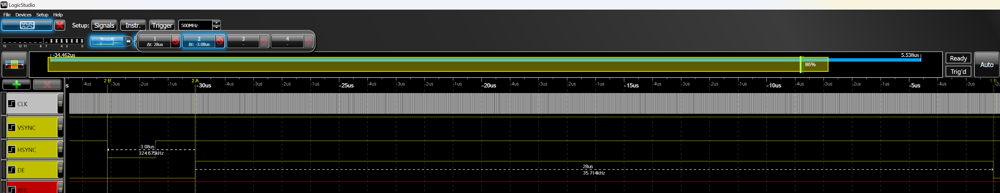 LogicStudio
File Devices Setup Help
Setup: Signals Instr. Trigger 500MHz
15 12 11 8 7 4 3 0
1 2 3 4
Δt: 28us Δt: -3.08us - -
-34.462us 5.538us
86%
Ready
Trig'd
Auto
s -4us 2 B -3us -2us -1us 2 A -30us -4us -3us -2us -1us -25us -4us -3us -2us -1us -20us -4us -3us -2us -1us -15us -4us -3us -2us -1us -10us -4us -3us -2us -1us -5us -4us -3us 1 B -2u
CLK
VSYNC
HSYNC
-3.08us
324.675kHz
DE
28us
35.714kHz
RED